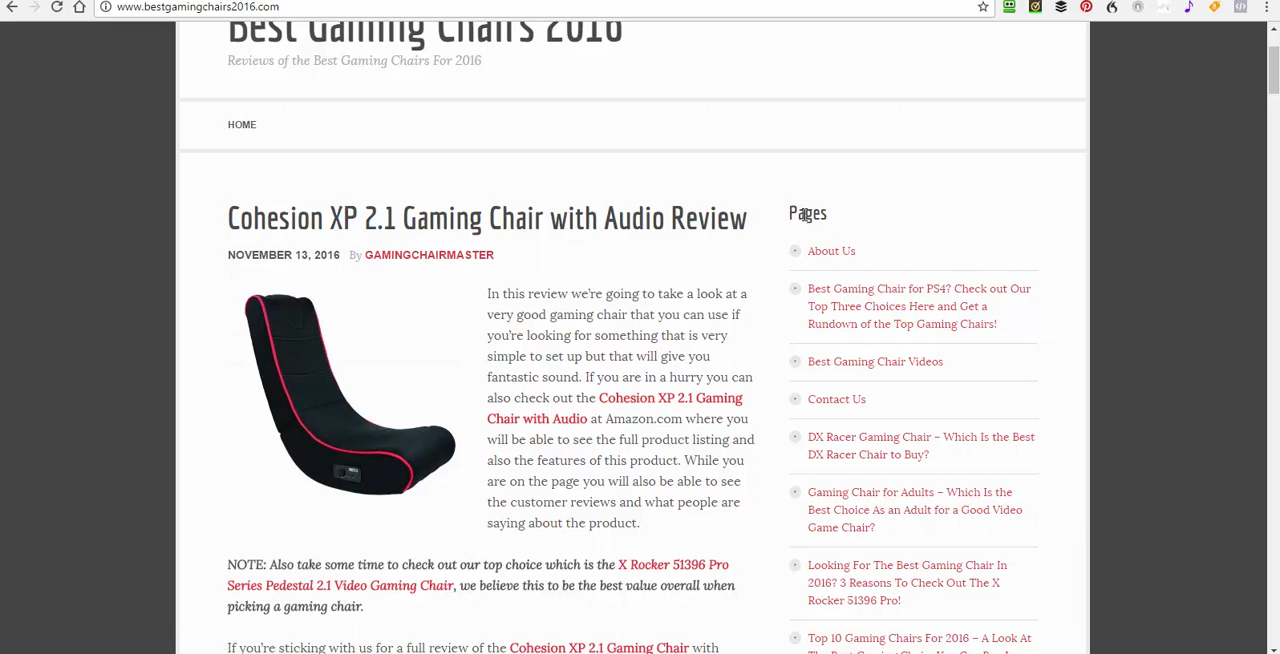 www.bestgamingchairs2016.com
Best Gaming Chairs 2016
Reviews of the Best Gaming Chairs For 2016
HOME
Cohesion XP 2.1 Gaming Chair with Audio Review
NOVEMBER 13, 2016 By GAMINGCHAIRMASTER
In this review we're going to take a look at a
very good gaming chair that you can use if
you're looking for something that is very
simple to set up but that will give you
fantastic sound. If you are in a hurry you can
also check out the Cohesion XP 2.1 Gaming
Chair with Audio at Amazon.com where you
will be able to see the full product listing and
also the features of this product. While you
are on the page you will also be able to see
the customer reviews and what people are
saying about the product.
NOTE: Also take some time to check out our top choice which is the X Rocker 51396 Pro
Series Pedestal 2.1 Video Gaming Chair, we believe this to be the best value overall when
picking a gaming chair.
If you're sticking with us for a full review of the Cohesion XP 2.1 Gaming Chair with
Pages
About Us
Best Gaming Chair for PS4? Check out Our
Top Three Choices Here and Get a
Rundown of the Top Gaming Chairs!
Best Gaming Chair Videos
Contact Us
DX Racer Gaming Chair – Which Is the Best
DX Racer Chair to Buy?
Gaming Chair for Adults – Which Is the
Best Choice As an Adult for a Good Video
Game Chair?
Looking For The Best Gaming Chair In
2016? 3 Reasons To Check Out The X
Rocker 51396 Pro!
Top 10 Gaming Chairs For 2016 – A Look At